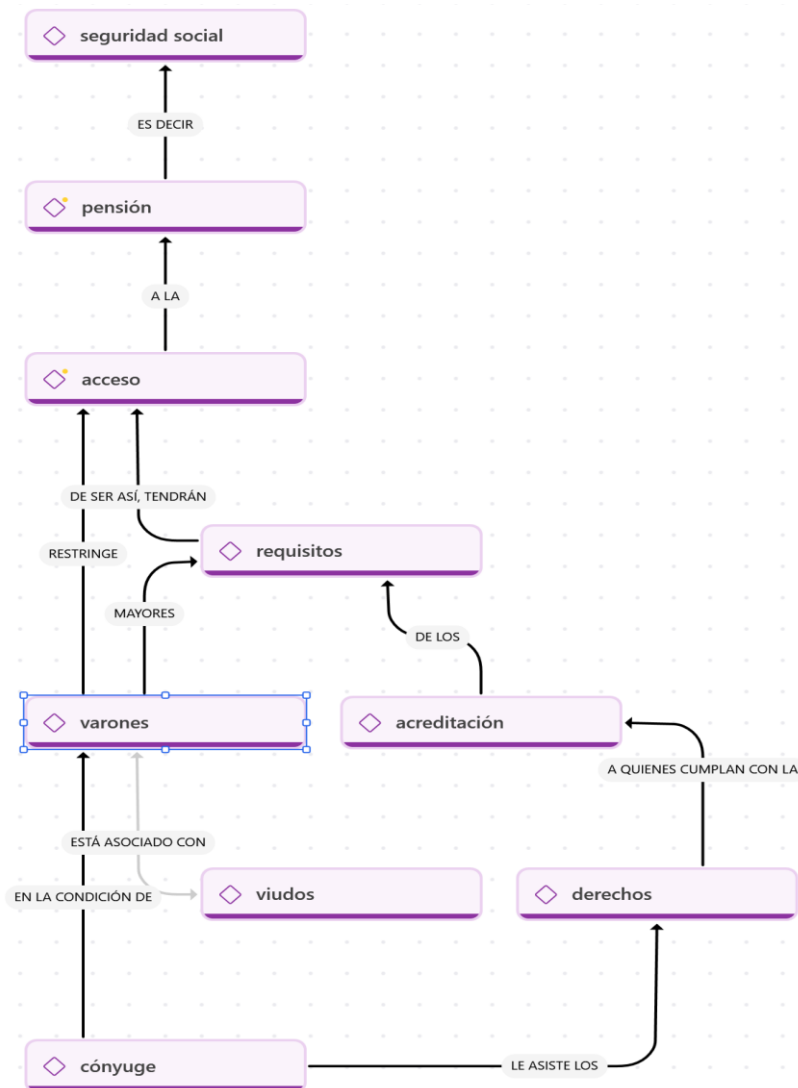 seguridad social
ES DECIR
pensión
A LA
acceso
DE SER ASÍ, TENDRÁN
requisitos
RESTRINGE
MAYORES
DE LOS
varones
acreditación
A QUIENES CUMPLAN CON LA
ESTÁ ASOCIADO CON
viudos
derechos
EN LA CONDICIÓN DE
cónyuge
LE ASISTE LOS